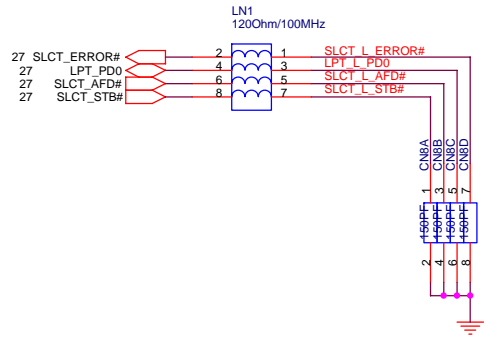 LN1
120Ohm/100MHz
27 SLCT_ERROR# 2 1 SLCT_L_ERROR#
27 LPT_PD0 4 3 LPT_L_PD0
27 SLCT_AFD# 6 5 SLCT_L_AFD#
27 SLCT_STB# 8 7 SLCT_L_STB#
CN8A CN8B CN8C CN8D
1 3 5 7
150PF 150PF 150PF 150PF
2 4 6 8